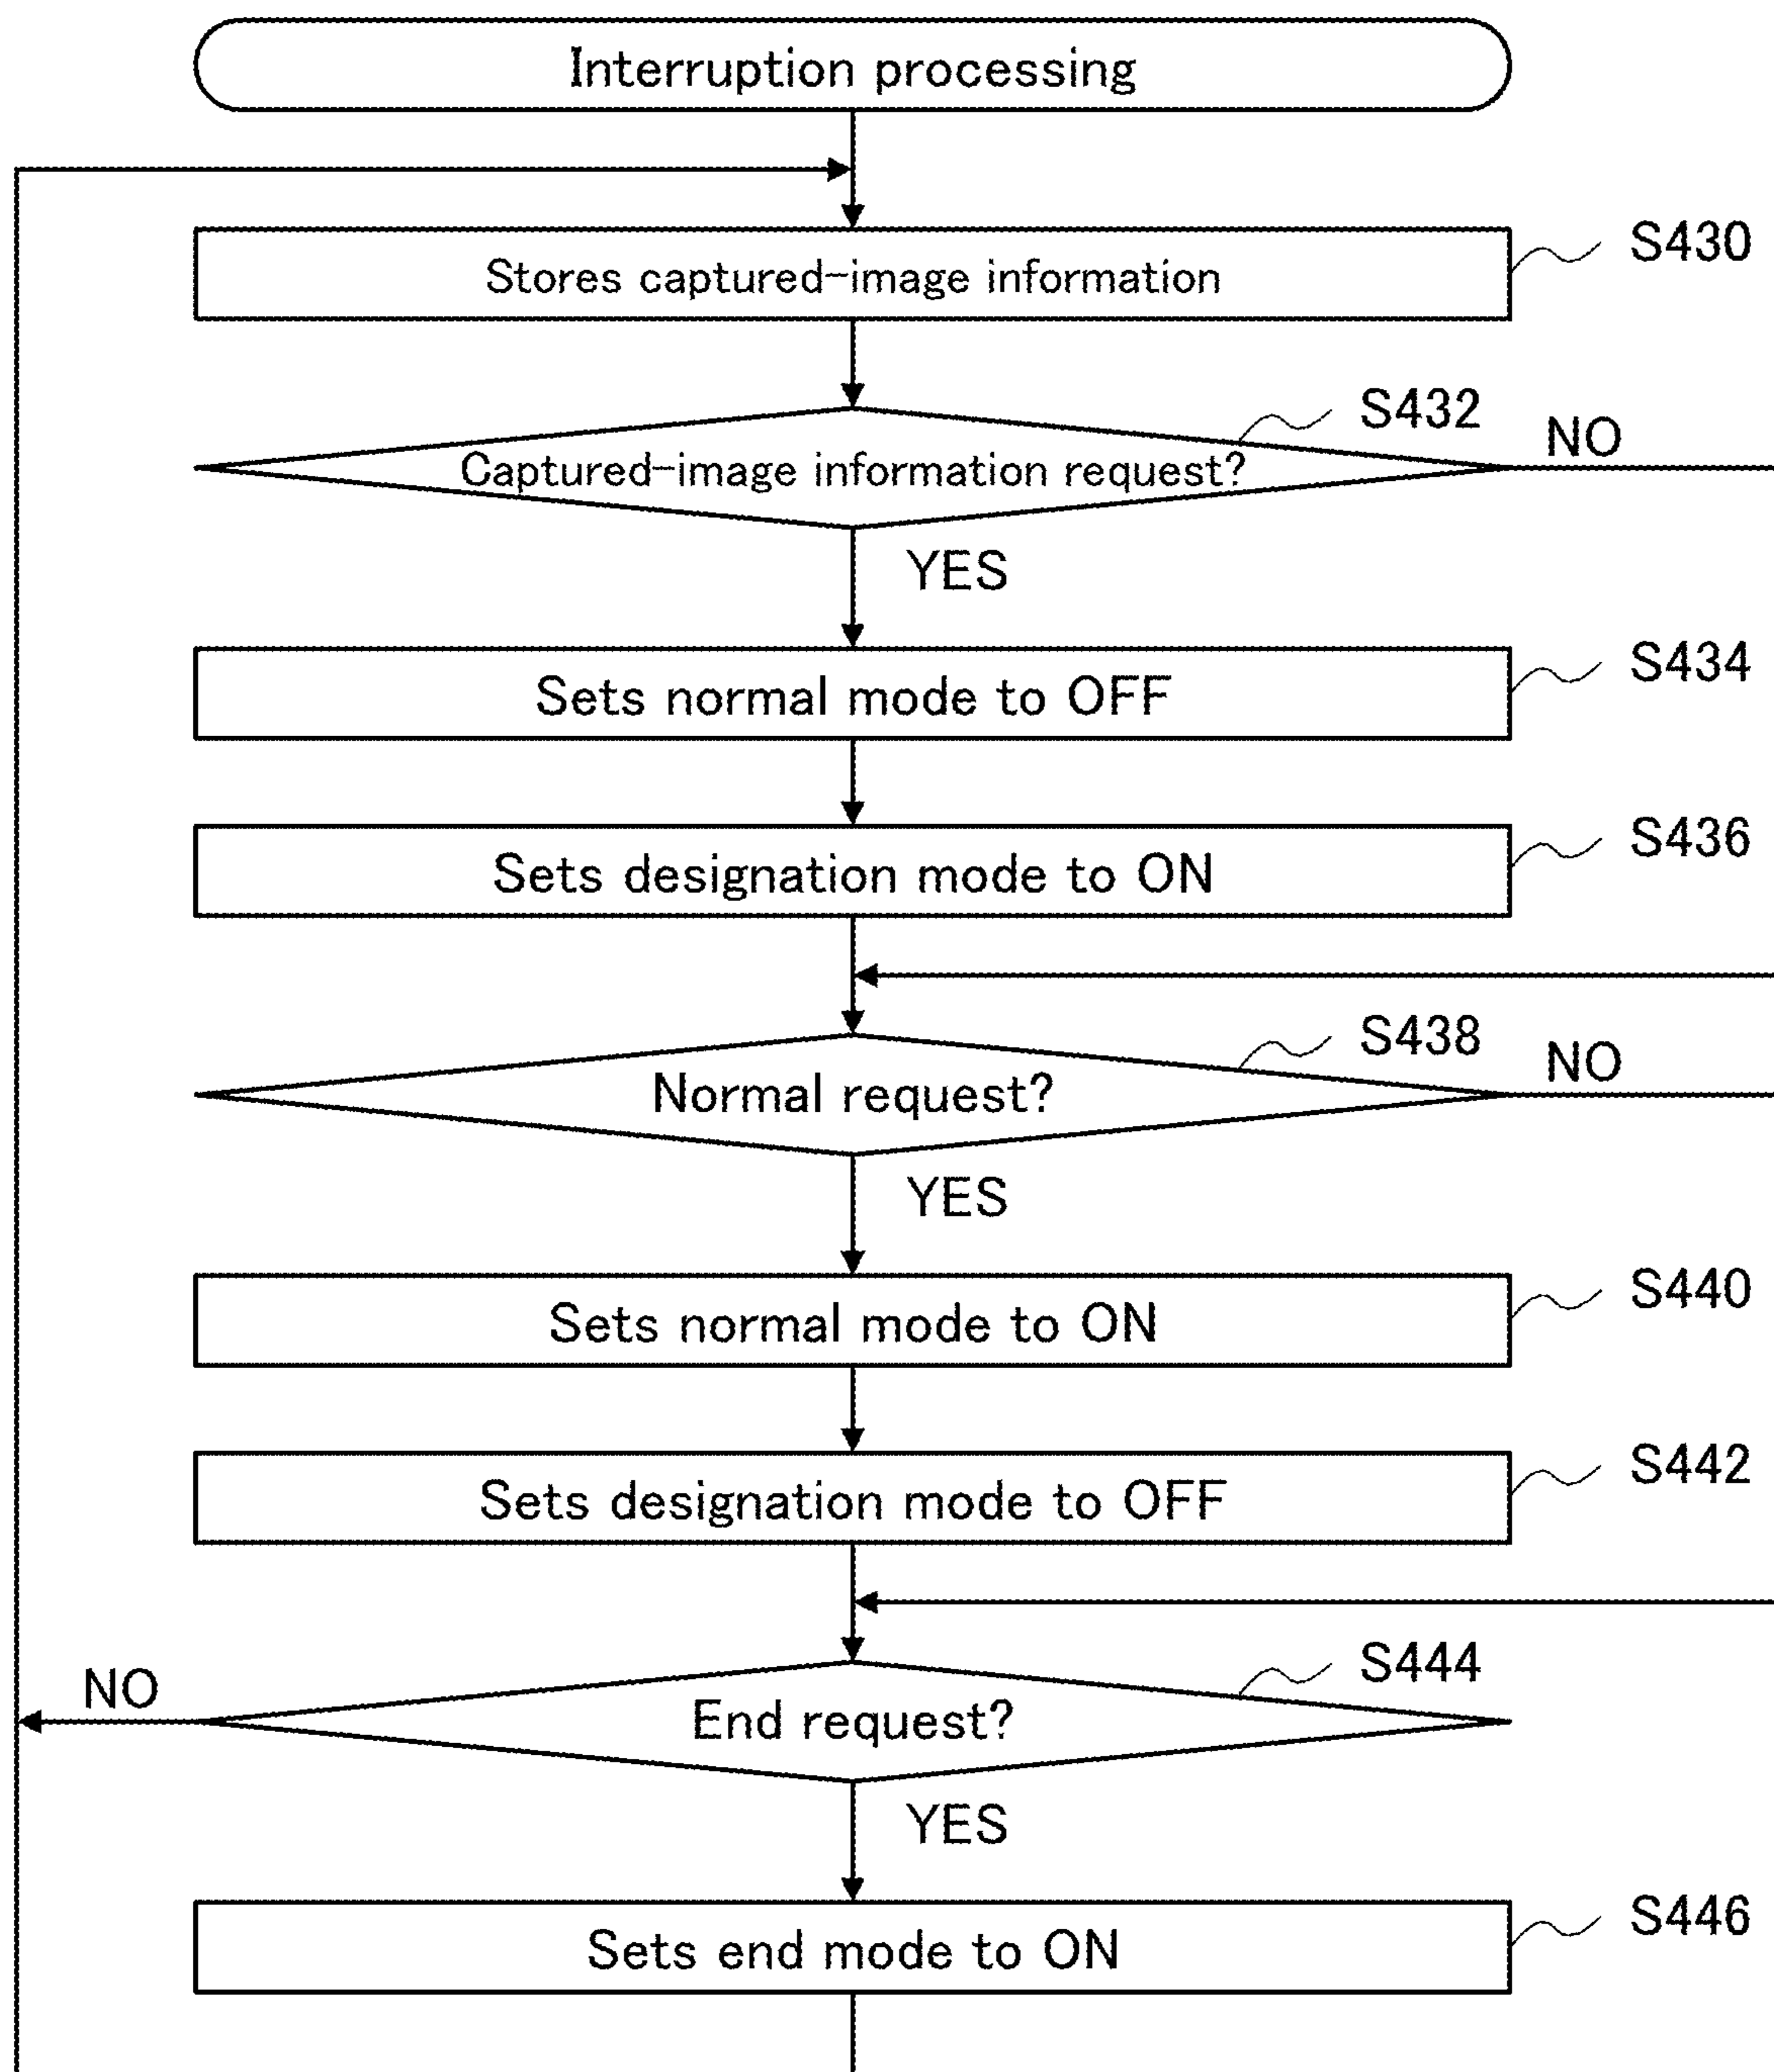 Interruption processing
S430
Stores captured-image information
S432
NO
Captured-image information request?
YES
S434
Sets normal mode to OFF
S436
Sets designation mode to ON
S438
NO
Normal request?
YES
S440
Sets normal mode to ON
S442
Sets designation mode to OFF
S444
NO
End request?
YES
S446
Sets end mode to ON